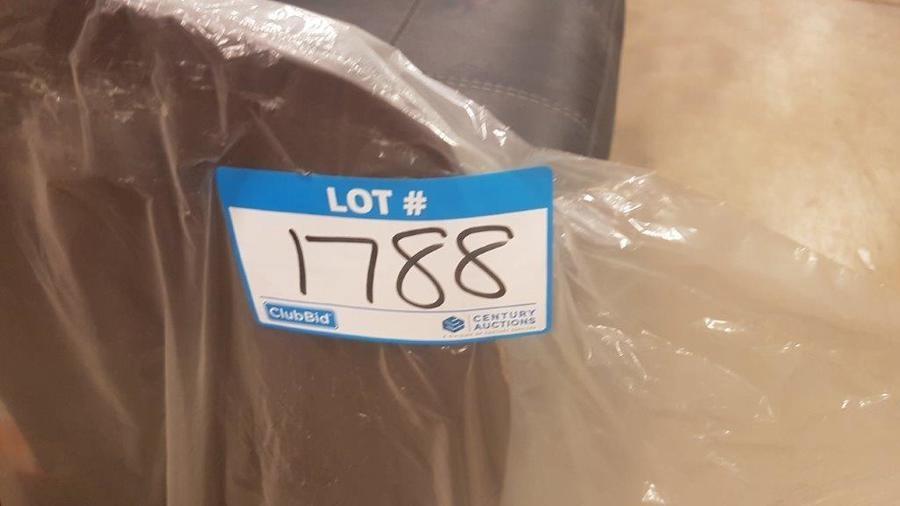 LOT #
1788
ClubBid
CENTURY
AUCTIONS